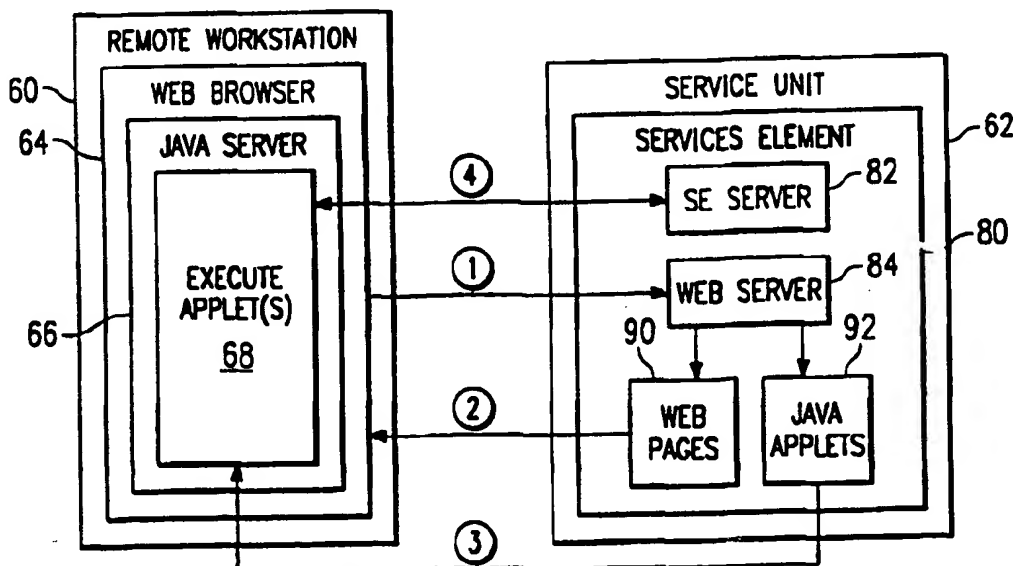 REMOTE WORKSTATION
60
WEB BROWSER
64
JAVA SERVER
EXECUTE
APPLET(S)
68
66
SERVICE UNIT
62
SERVICES ELEMENT
SE SERVER
82
80
WEB SERVER
84
90
WEB
PAGES
92
JAVA
APPLETS
4
1
2
3